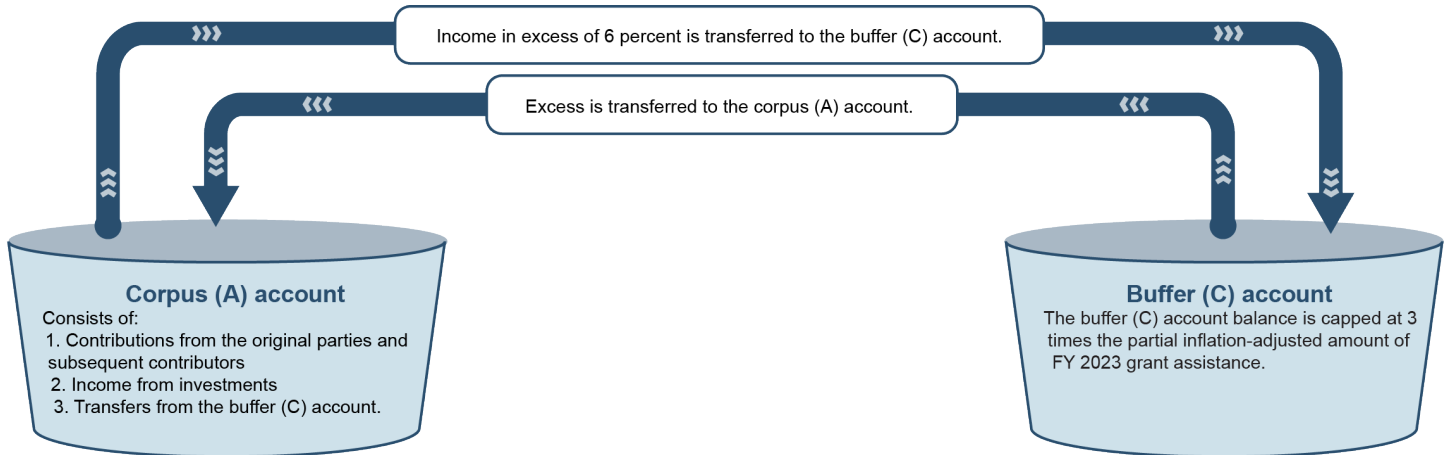 Income in excess of 6 percent is transferred to the buffer (C) account.
Excess is transferred to the corpus (A) account.
Corpus (A) account
Consists of:
1. Contributions from the original parties and
subsequent contributors
2. Income from investments
3. Transfers from the buffer (C) account.
Buffer (C) account
The buffer (C) account balance is capped at 3
times the partial inflation-adjusted amount of
FY 2023 grant assistance.